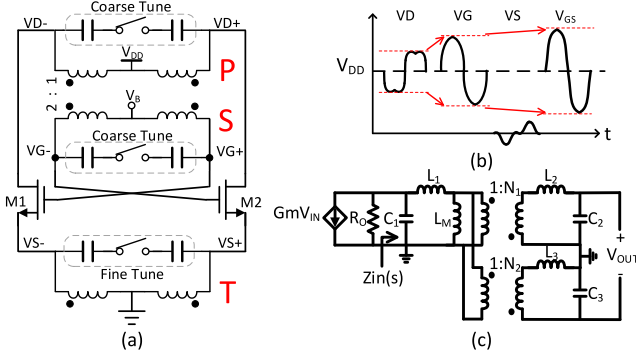 Coarse Tune
VD- VD+
VDD
P
2 : 1
VB
S
Coarse Tune
VG- VG+
M1 M2
VS- VS+
Fine Tune
T
(a)
VD VG VS VGS
VDD
t
(b)
L1 1:N1 L2
GmVIN RO C1 LM C2
Zin(s)
L3
1:N2
C3
+
VOUT
-
(c)